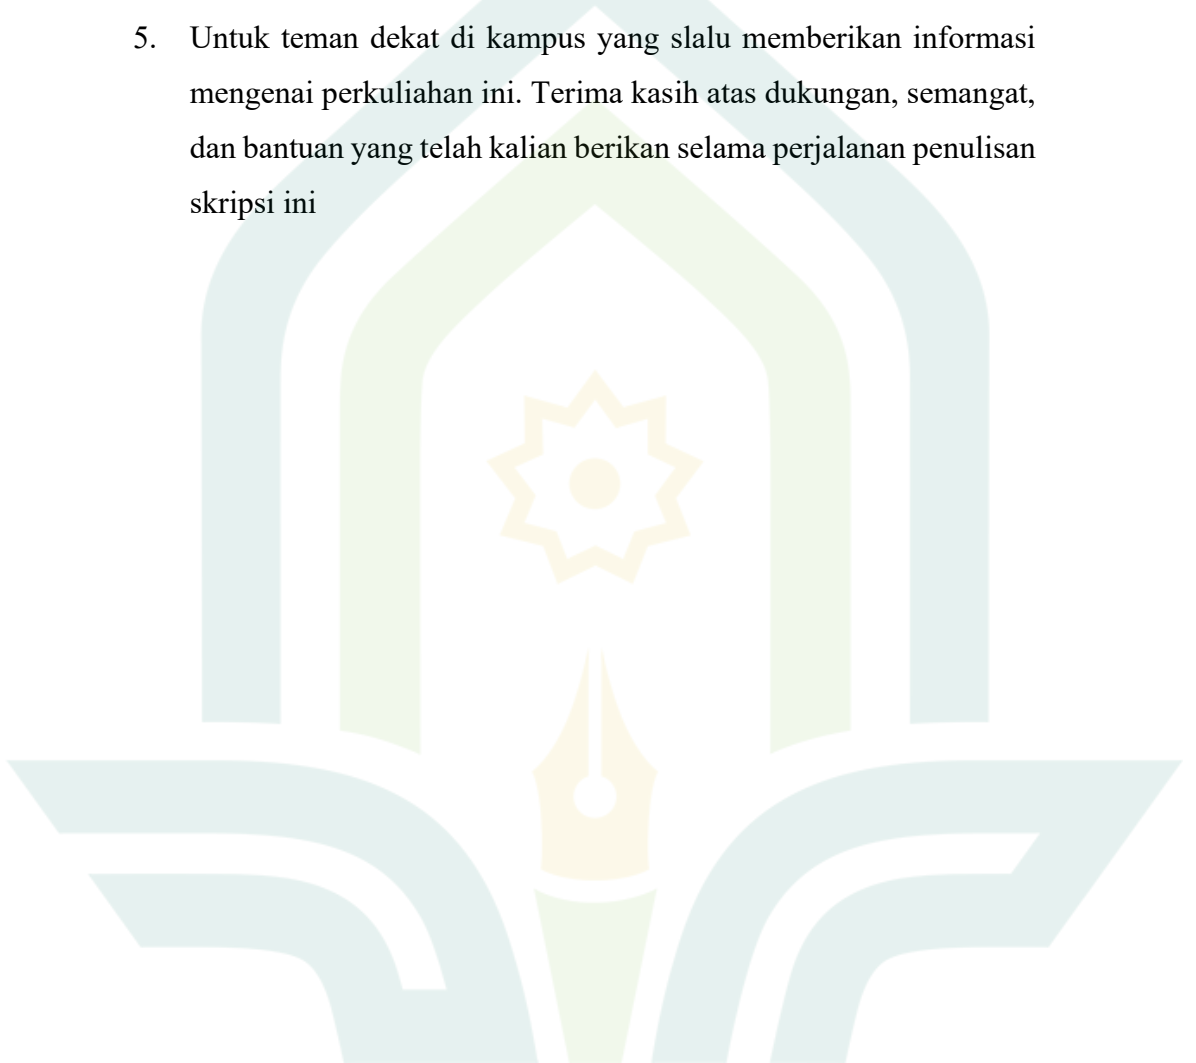 5. Untuk teman dekat di kampus yang slalu memberikan informasi
mengenai perkuliahan ini. Terima kasih atas dukungan, semangat,
dan bantuan yang telah kalian berikan selama perjalanan penulisan
skripsi ini